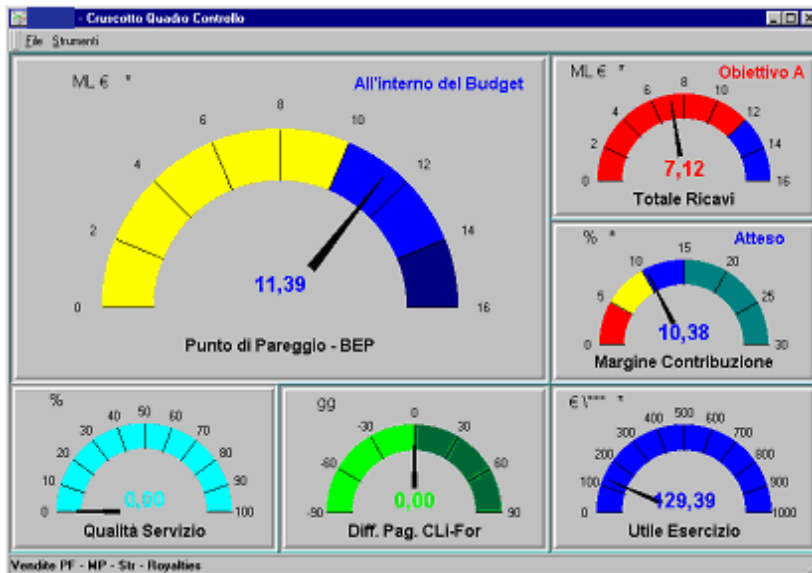 - Cruscotto Quadro Controllo
File Strumenti
ML € *
All'interno del Budget
0 2 4 6 8 10 12 14 16
11,39
Punto di Pareggio - BEP
ML € *
Obiettivo A
0 2 4 6 8 10 12 14 16
7,12
Totale Ricavi
% *
Atteso
0 5 10 15 20 25 30
10,38
Margine Contribuzione
%
0 10 20 30 40 50 60 70 80 90 100
0,00
Qualità Servizio
gg
-90 -60 -30 0 30 60 90
0,00
Diff. Pag. CLi-For
€ \*** *
0 100 200 300 400 500 600 700 800 900 1000
129,39
Utile Esercizio
Vendite PF - MP - Str - Royalties